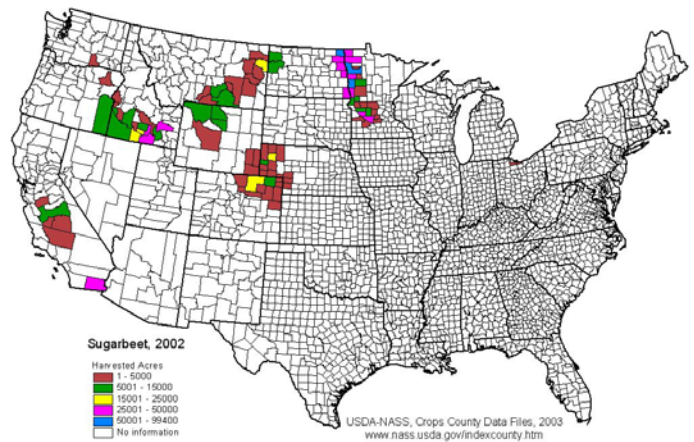 Sugarbeet, 2002
Harvested Acres
1 - 5000
5001 - 15000
15001 - 25000
25001 - 50000
50001 - 99400
No information
USDA-NASS, Crops County Data Files, 2003
www.nass.usda.gov/indexcounty.htm